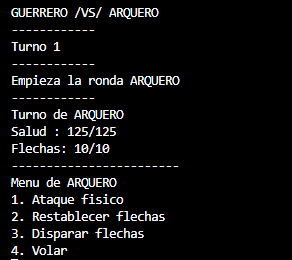 GUERRERO /VS/ ARQUERO
------------
Turno 1
------------
Empieza la ronda ARQUERO
------------
Turno de ARQUERO
Salud : 125/125
Flechas: 10/10
------------------------
Menu de ARQUERO
1. Ataque fisico
2. Restablecer flechas
3. Disparar flechas
4. Volar